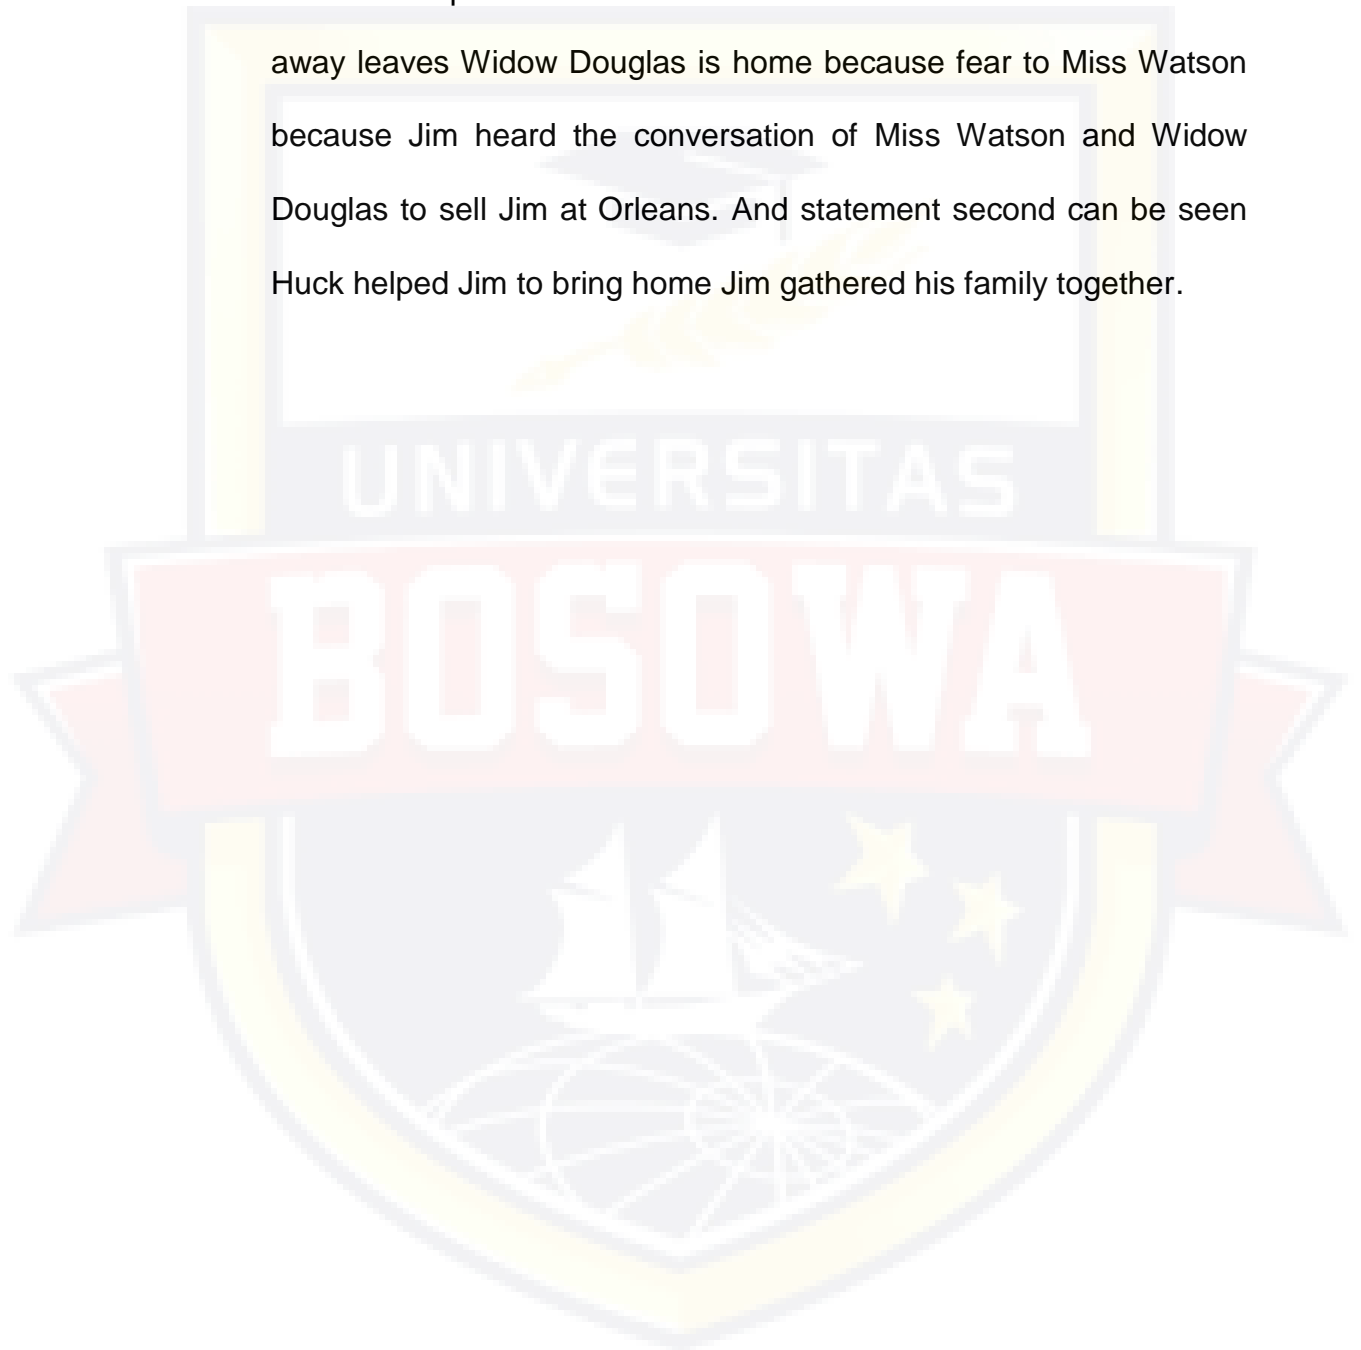 away leaves Widow Douglas is home because fear to Miss Watson
because Jim heard the conversation of Miss Watson and Widow
Douglas to sell Jim at Orleans. And statement second can be seen
Huck helped Jim to bring home Jim gathered his family together.
UNIVERSITAS
BOSOWA